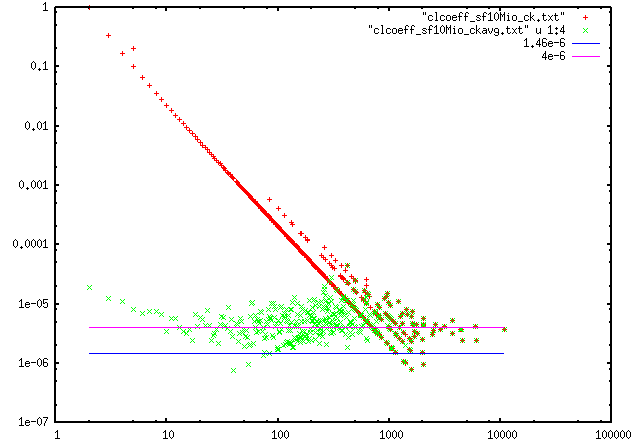 "clcoeff_sf10Mio_ck.txt"
"clcoeff_sf10Mio_ckavg.txt" u 1:4
1.46e-6
4e-6
1
0.1
0.01
0.001
0.0001
1e-05
1e-06
1e-07
1 10 100 1000 10000 100000